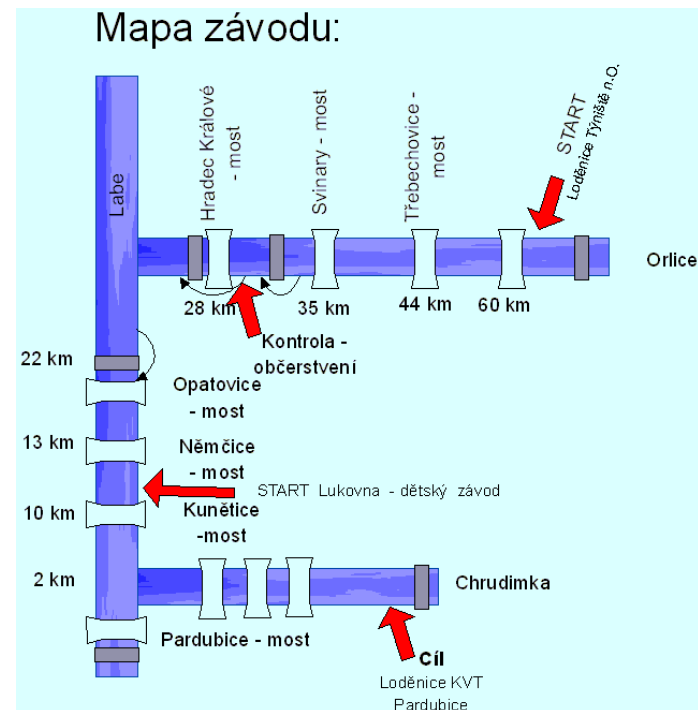 Mapa závodu:
Labe
Hradec Králové
- most
Svinary - most
Třebechovice -
most
START
Loděnice Týniště n.O.
Orlice
28 km
35 km
44 km
60 km
Kontrola -
občerstvení
22 km
Opatovice
- most
13 km
Němčice
- most
START Lukovna - dětský závod
10 km
Kunětice
-most
2 km
Chrudimka
Pardubice - most
Cíl
Loděnice KVT
Pardubice